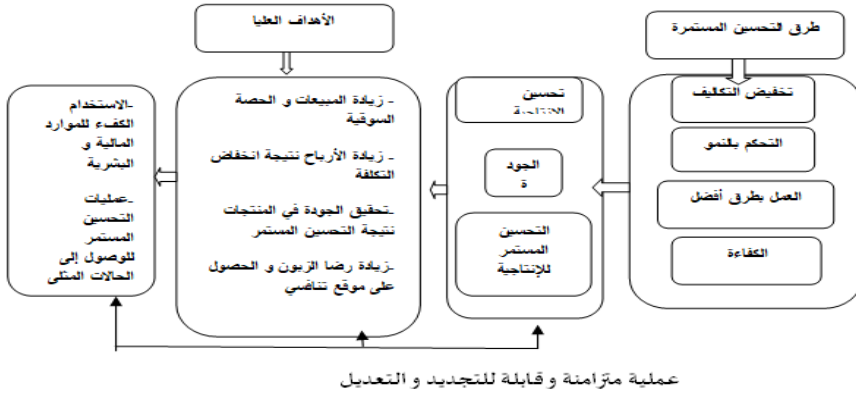 طرق التحسين المستمرة
تخفيض التكاليف
التحكم بالنمو
العمل بطرق أفضل
الكفاءة
تحسين
الانتاجية
الجود
ة
التحسين
المستمر
للإنتاجية
الأهداف العليا
- زيادة المبيعات و الحصة
السوقية
- زيادة الأرباح نتيجة انخفاض
التكلفة
-تحقيق الجودة في المنتجات
نتيجة التحسين المستمر
-زيادة رضا الزبون و الحصول
على موقع تنافسي
-الاستخدام
الكفء للموارد
المالية و
البشرية
-عمليات
التحسين
المستمر
للوصول إلى
الحالات المثلى
عملية متزامنة و قابلة للتجديد و التعديل